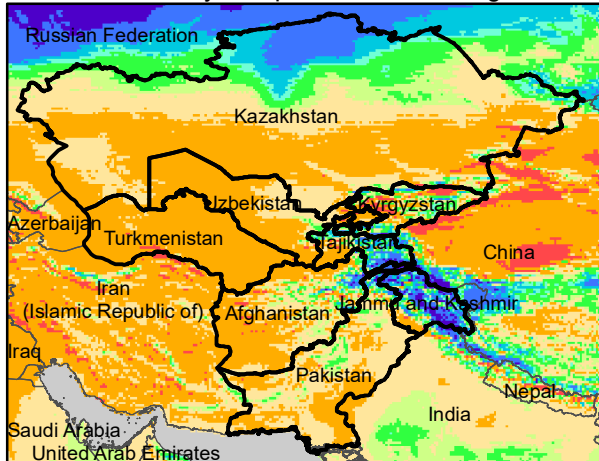 Russian Federation
Kazakhstan
Uzbekistan
Kyrgyzstan
Azerbaijan
Turkmenistan
Tajikistan
China
Iran
(Islamic Republic of)
Afghanistan
Jammu and Kashmir
Iraq
Pakistan
Nepal
India
Saudi Arabia
United Arab Emirates